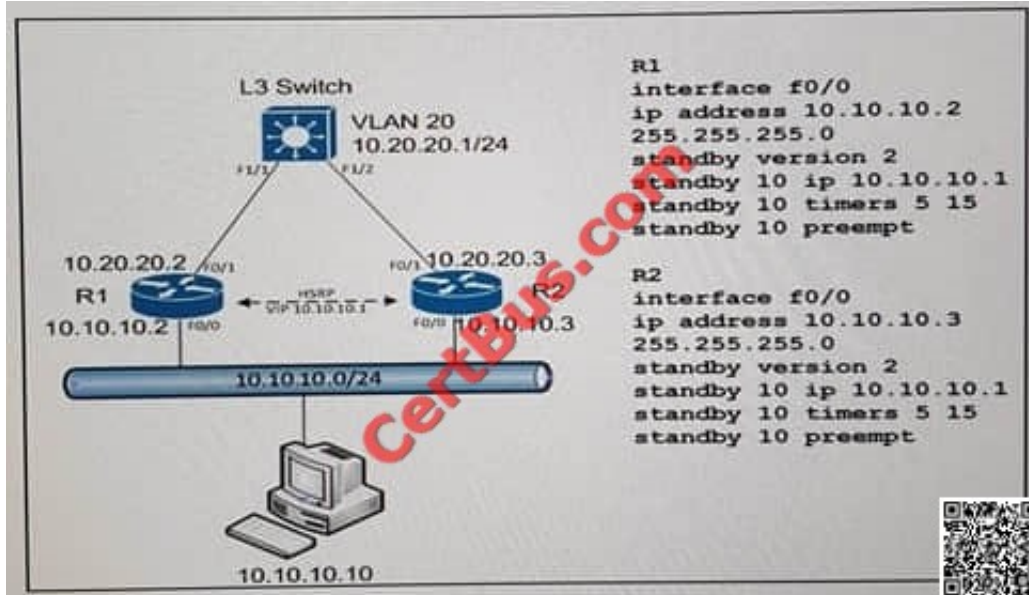 L3 Switch
VLAN 20
10.20.20.1/24
F1/1
F1/2
10.20.20.2
F0/1
F0/1
10.20.20.3
R1
HSRP
VIP 10.10.10.1
R2
10.10.10.2
F0/0
F0/0
10.10.10.3
10.10.10.0/24
10.10.10.10
R1
interface f0/0
ip address 10.10.10.2
255.255.255.0
standby version 2
standby 10 ip 10.10.10.1
standby 10 timers 5 15
standby 10 preempt
R2
interface f0/0
ip address 10.10.10.3
255.255.255.0
standby version 2
standby 10 ip 10.10.10.1
standby 10 timers 5 15
standby 10 preempt
CertBus.com